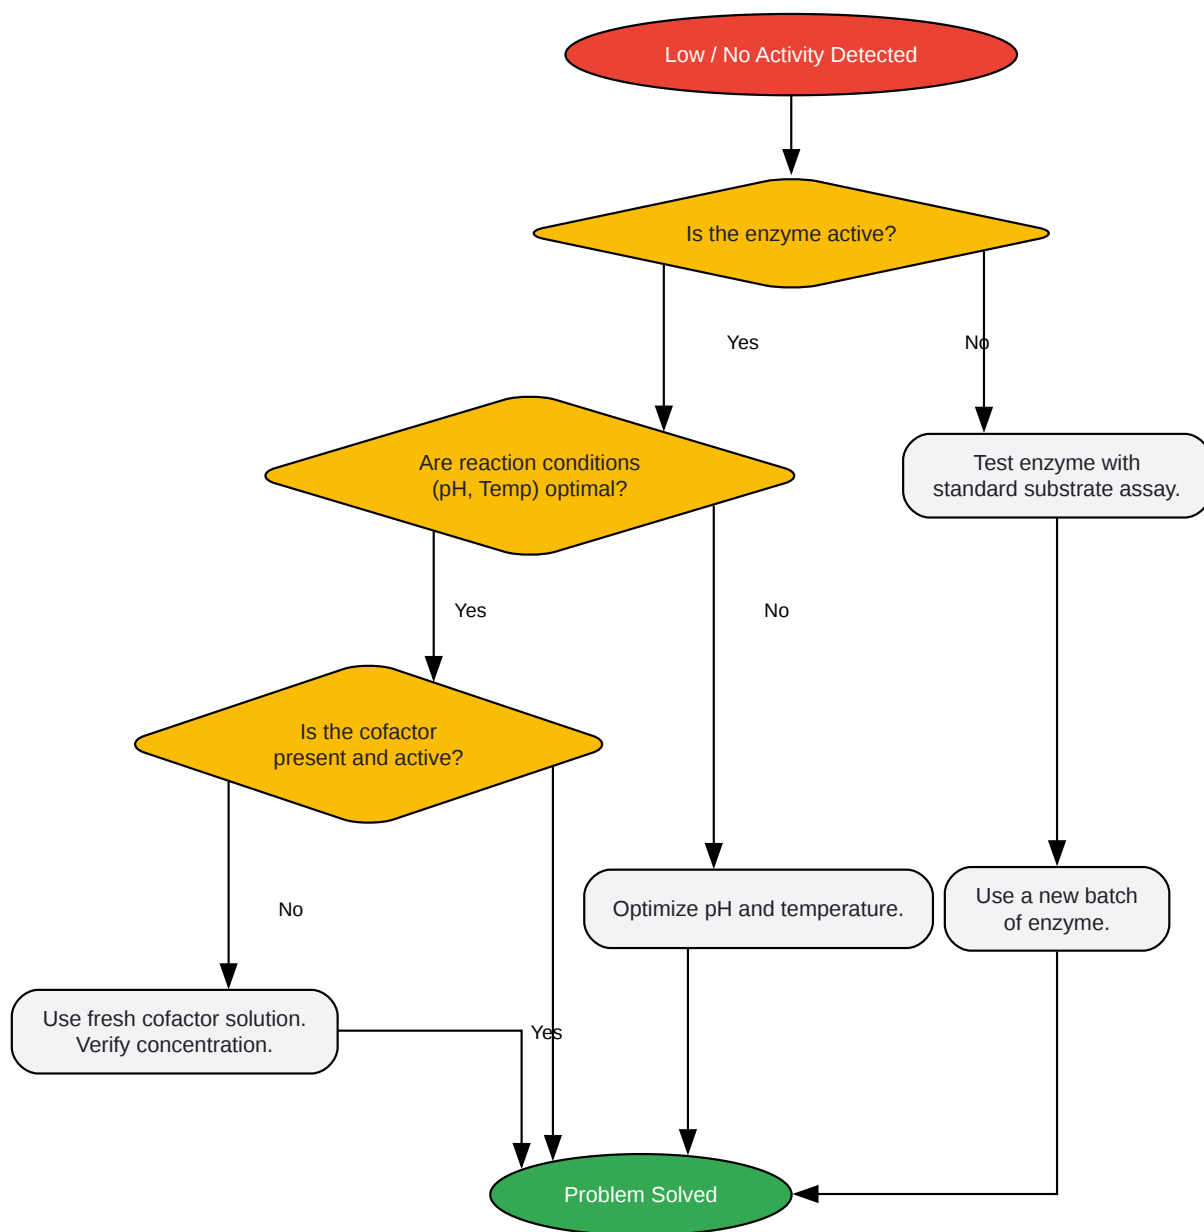 Low / No Activity Detected
Is the enzyme active?
Yes
No
Are reaction conditions
(pH, Temp) optimal?
Test enzyme with
standard substrate assay.
Yes
No
Is the cofactor
present and active?
No
Optimize pH and temperature.
Use a new batch
of enzyme.
Use fresh cofactor solution.
Verify concentration.
Yes
Problem Solved